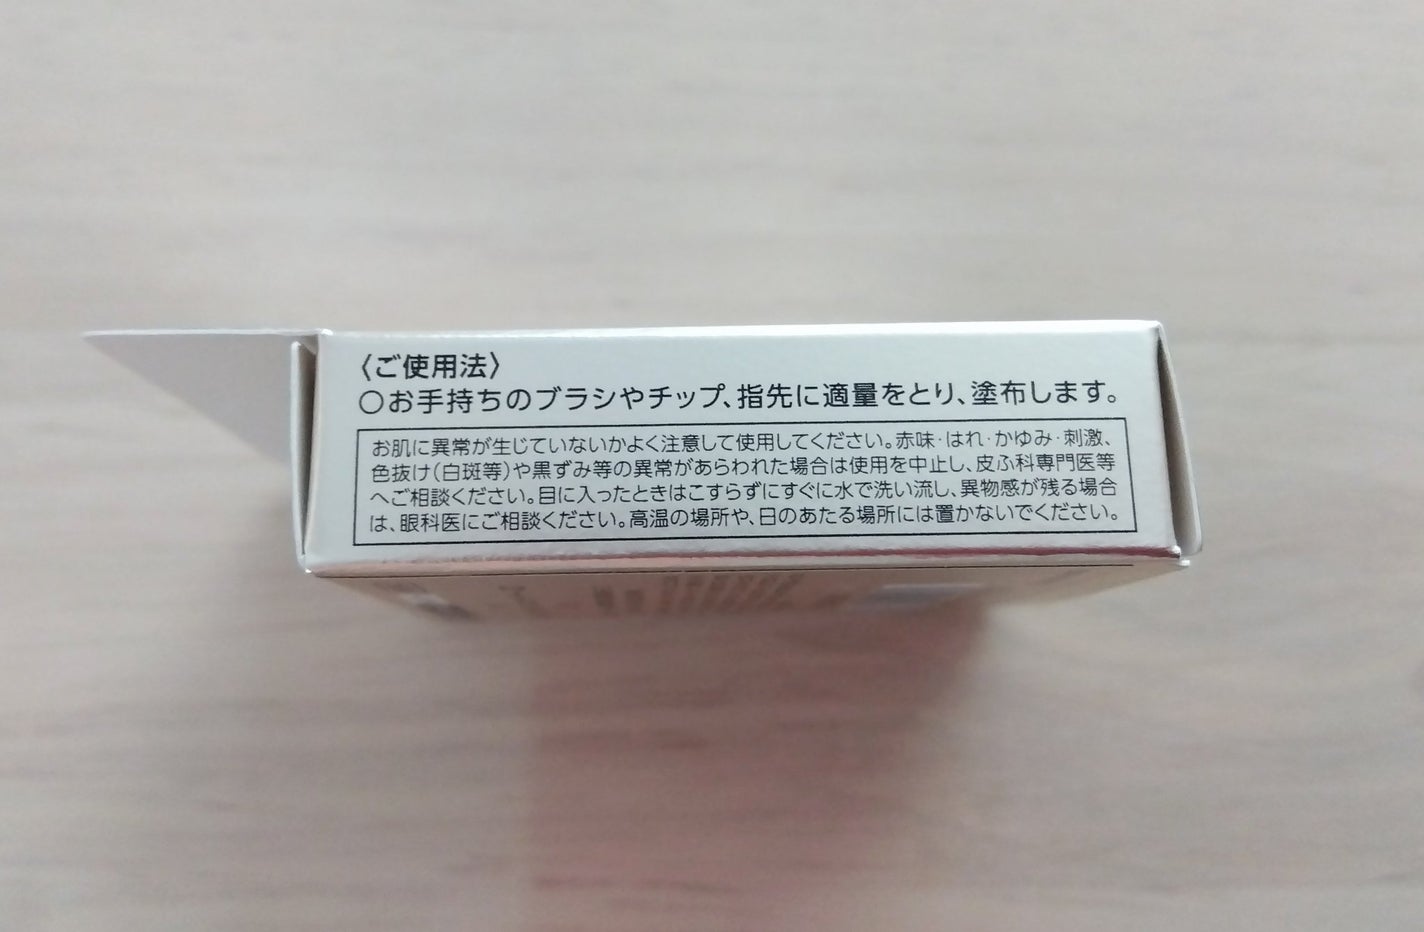 〈ご使用法〉
○お手持ちのブラシやチップ、指先に適量をとり、塗布します。
お肌に異常が生じていないかよく注意して使用してください。赤味・はれ・かゆみ・刺激、
色抜け(白斑等)や黒ずみ等の異常があらわれた場合は使用を中止し、皮ふ科専門医等
へご相談ください。目に入ったときはこすらずにすぐに水で洗い流し、異物感が残る場合
は、眼科医にご相談ください。高温の場所や、日のあたる場所には置かないでください。